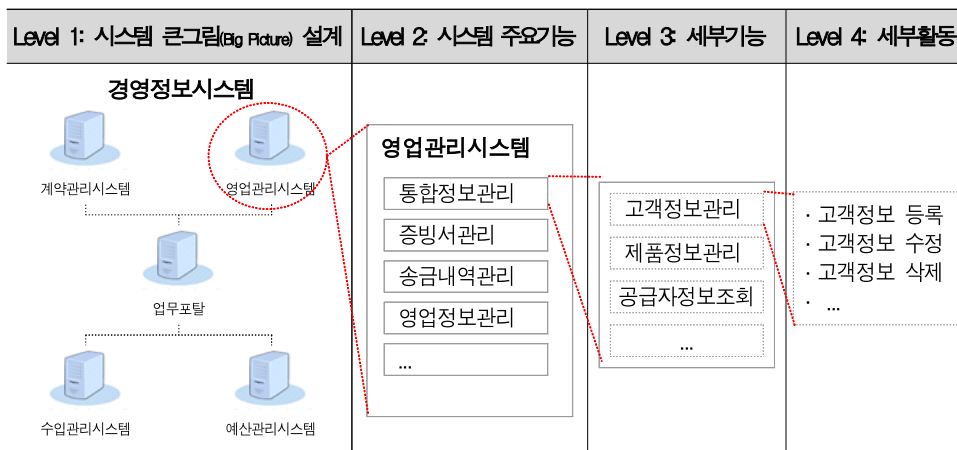 Level 1: 시스템 큰그림(Big Picture) 설계
Level 2: 시스템 주요기능
Level 3: 세부기능
Level 4: 세부활동
경영정보시스템
계약관리시스템
영업관리시스템
업무포탈
수입관리시스템
예산관리시스템
영업관리시스템
통합정보관리
증빙서관리
송금내역관리
영업정보관리
...
고객정보관리
제품정보관리
공급자정보조회
...
· 고객정보 등록
· 고객정보 수정
· 고객정보 삭제
· ...